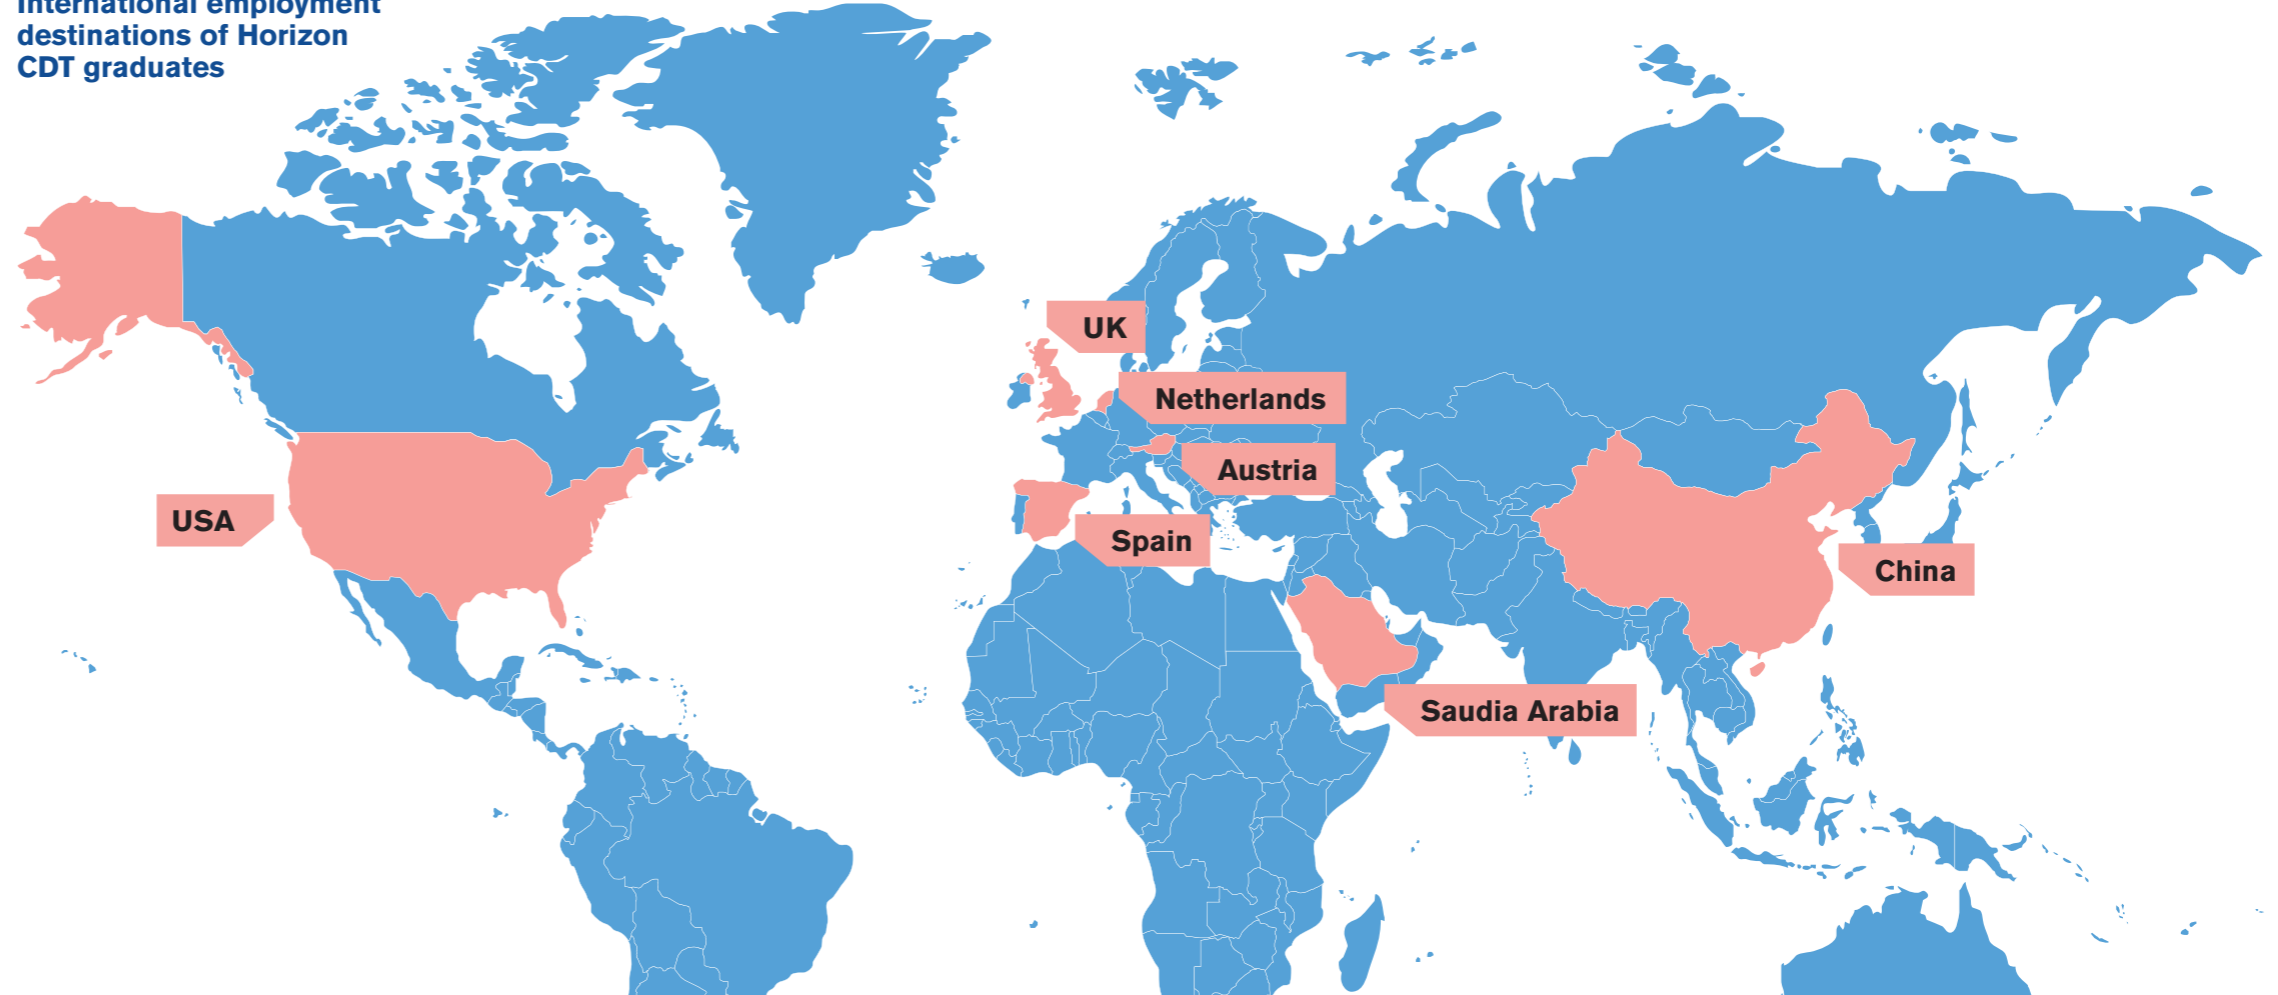 International employment
destinations of Horizon
CDT graduates
UK
Netherlands
Austria
USA
Spain
China
Saudia Arabia